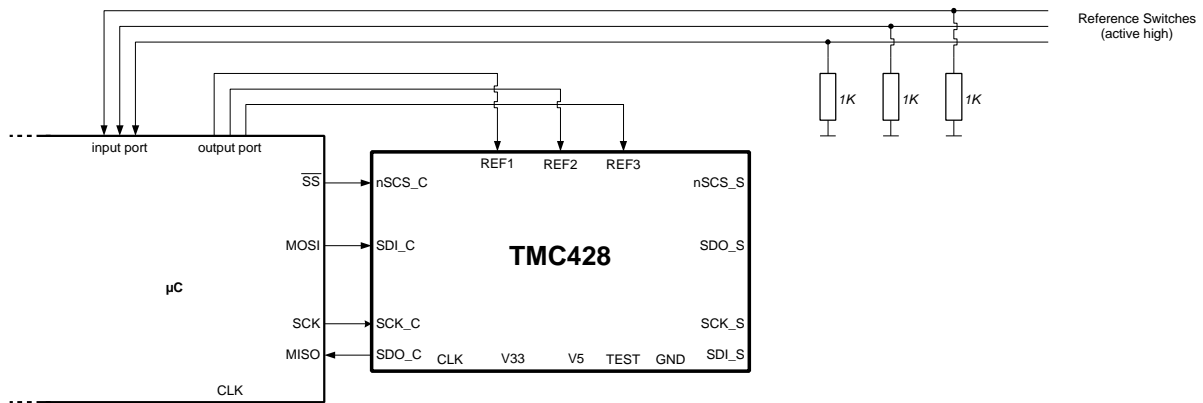 Reference Switches
(active high)
1K
1K
1K
input port
output port
REF1
REF2
REF3
SS
nSCS_C
nSCS_S
MOSI
SDI_C
TMC428
SDO_S
µC
SCK
SCK_C
SCK_S
MISO
SDO_C
CLK
V33
V5
TEST
GND
SDI_S
CLK